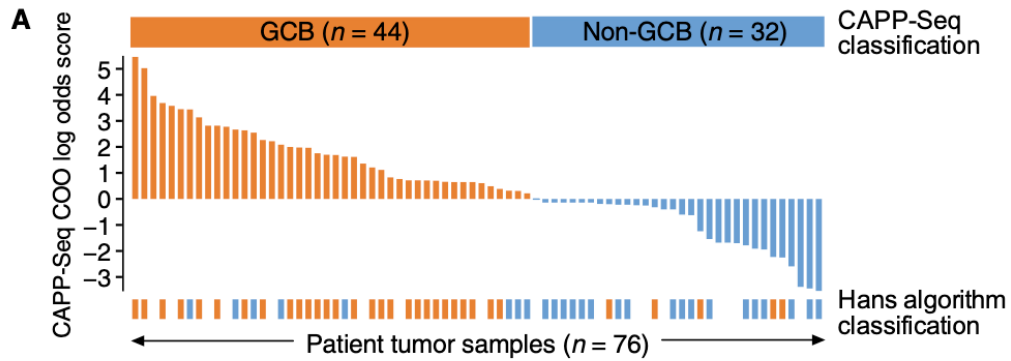 A
GCB (n = 44)
Non-GCB (n = 32)
CAPP-Seq
classification
CAPP-Seq COO log odds score
5
4
3
2
1
0
−1
−2
−3
Hans algorithm
classification
Patient tumor samples (n = 76)